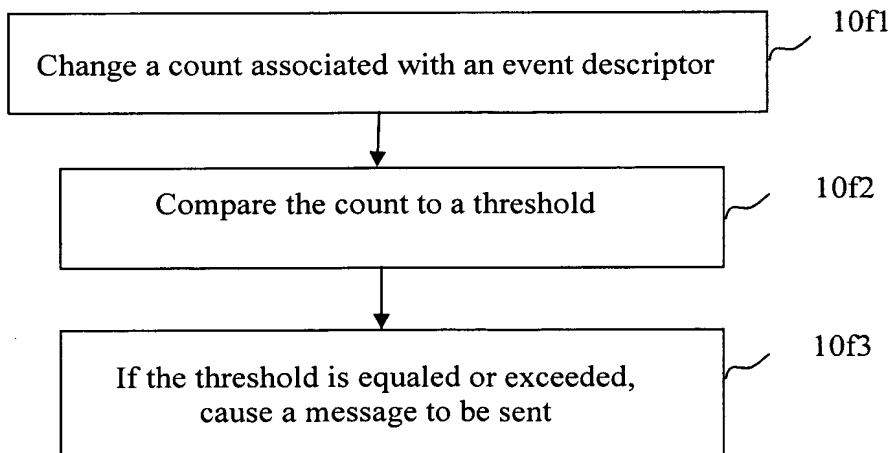 10f1
Change a count associated with an event descriptor
10f2
Compare the count to a threshold
10f3
If the threshold is equaled or exceeded,
cause a message to be sent